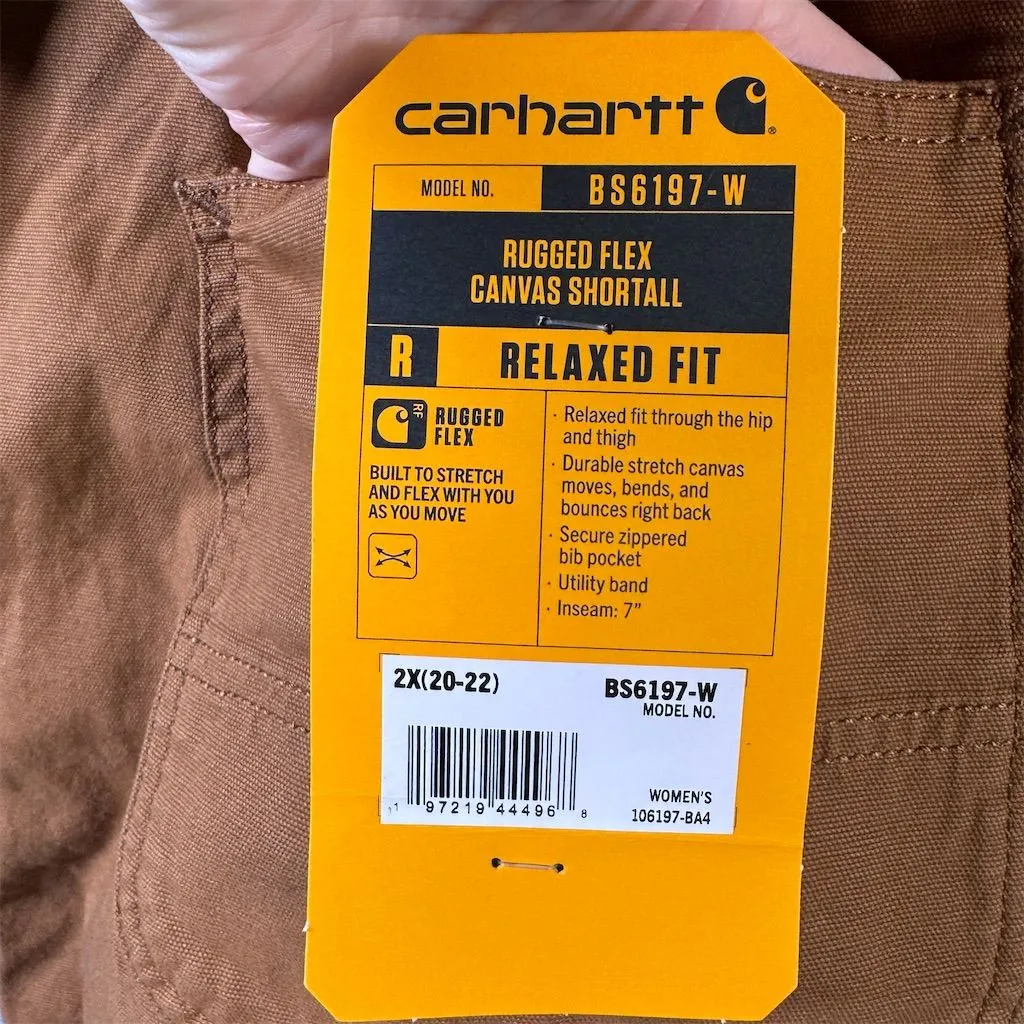 carhartt
MODEL NO. BS6197-W
RUGGED FLEX
CANVAS SHORTALL
R RELAXED FIT
RF
RUGGED
FLEX
BUILT TO STRETCH
AND FLEX WITH YOU
AS YOU MOVE
· Relaxed fit through the hip
and thigh
· Durable stretch canvas
moves, bends, and
bounces right back
· Secure zippered
bib pocket
· Utility band
· Inseam: 7”
2X(20-22)
BS6197-W
MODEL NO.
1 97219 44496 8
WOMEN'S
106197-BA4